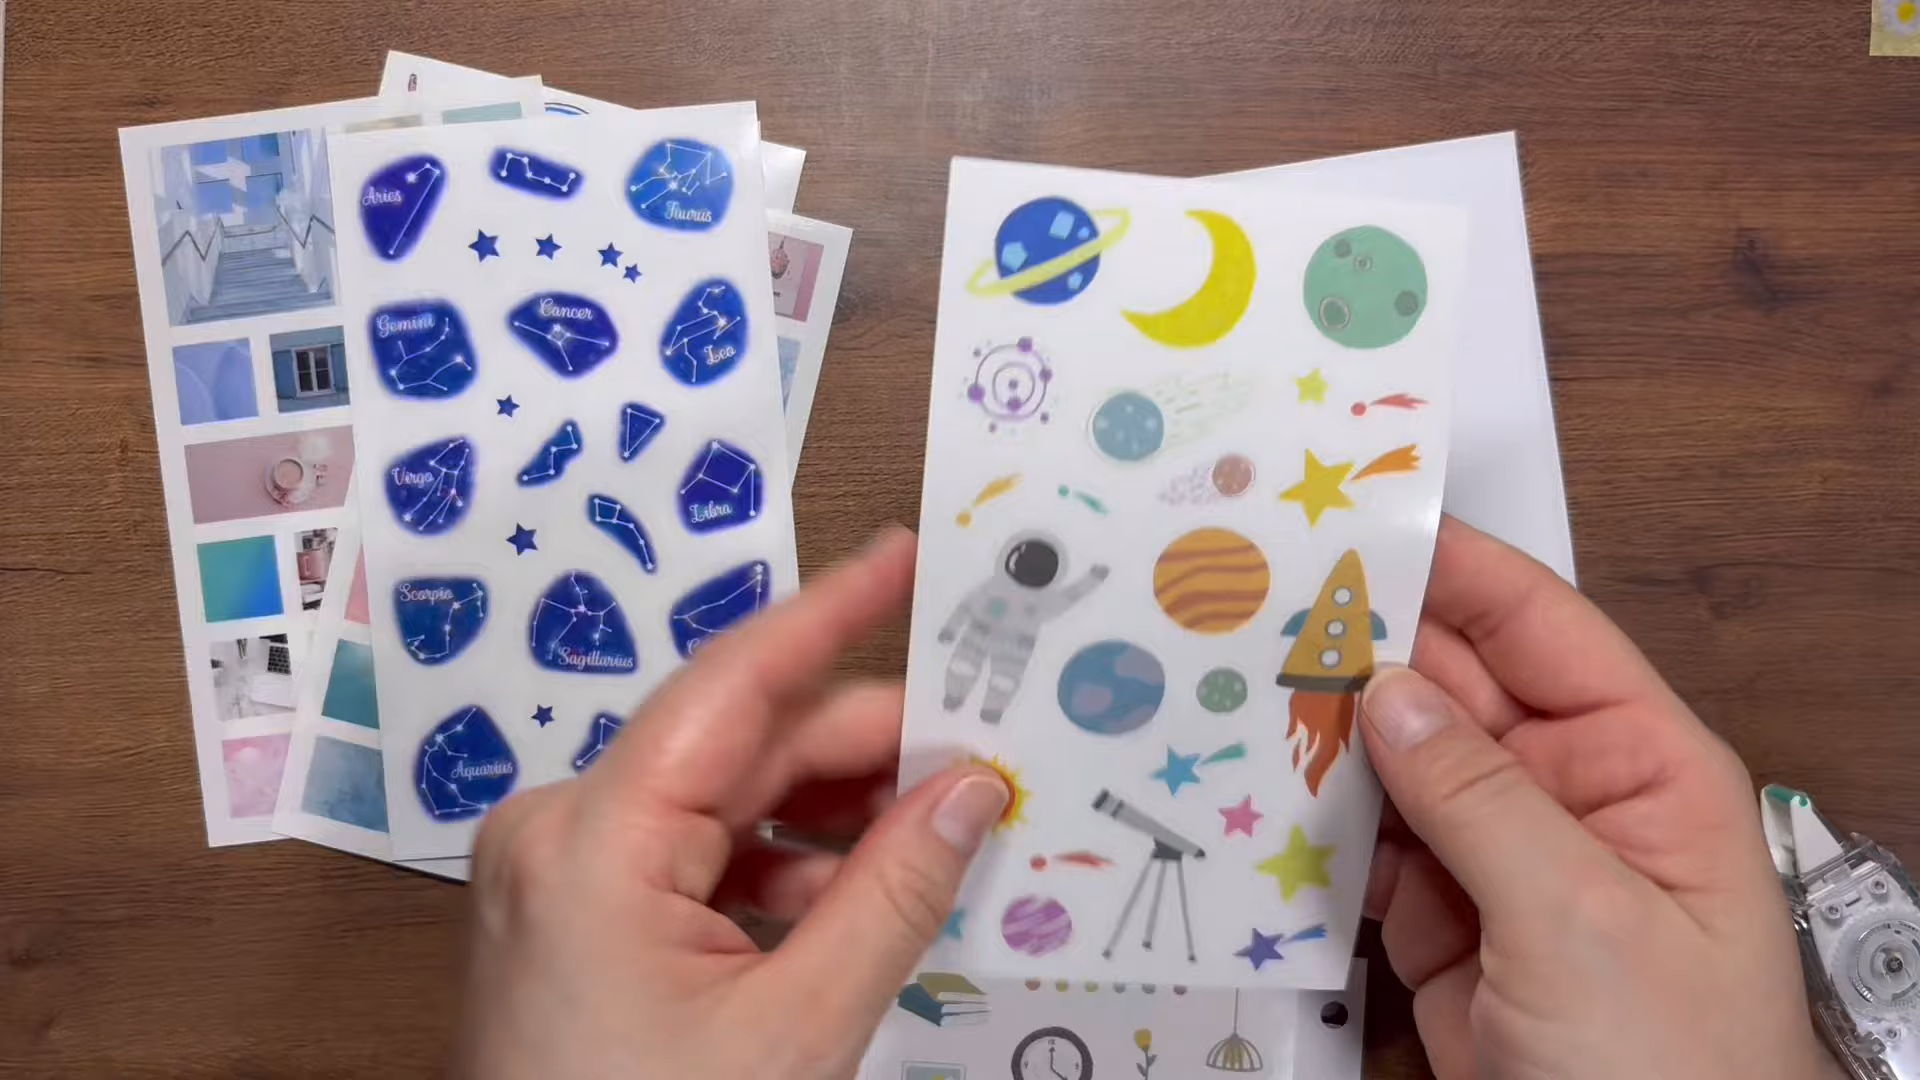 Aries
Taurus
Gemini
Cancer
Leo
Virgo
Libra
Scorpio
Sagittarius
Aquarius